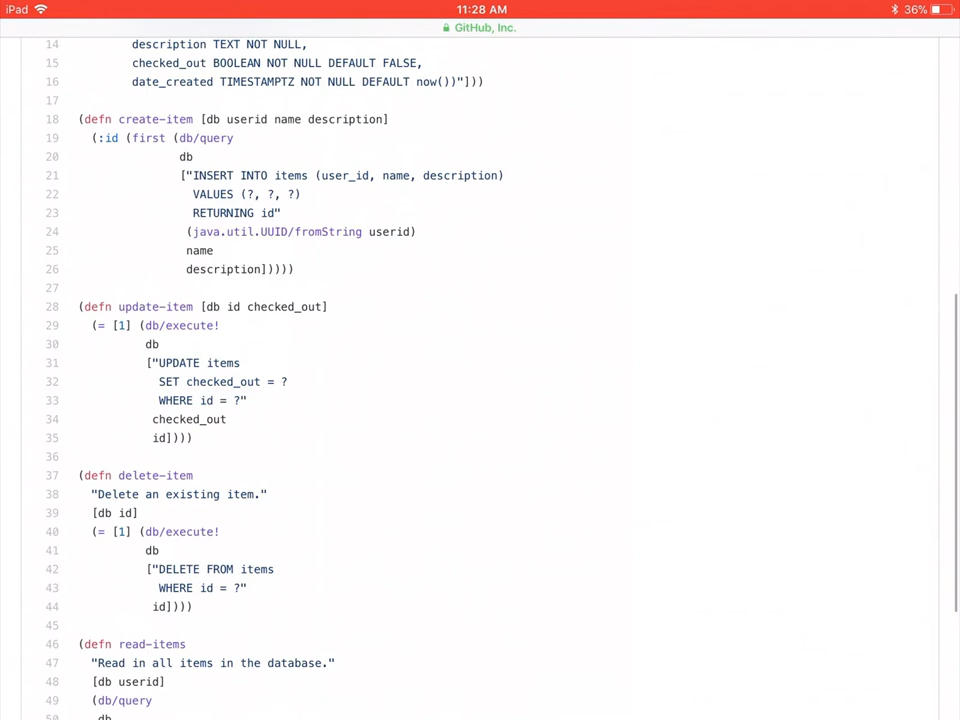 iPad 11:28 AM 36%
GitHub, Inc.
14 description TEXT NOT NULL,
15 checked_out BOOLEAN NOT NULL DEFAULT FALSE,
16 date_created TIMESTAMPTZ NOT NULL DEFAULT now())"]))
17
18 (defn create-item [db userid name description]
19 (:id (first (db/query
20 db
21 ["INSERT INTO items (user_id, name, description)
22 VALUES (?, ?, ?)
23 RETURNING id"
24 (java.util.UUID/fromString userid)
25 name
26 description]))))
27
28 (defn update-item [db id checked_out]
29 (= [1] (db/execute!
30 db
31 ["UPDATE items
32 SET checked_out = ?
33 WHERE id = ?"
34 checked_out
35 id])))
36
37 (defn delete-item
38 "Delete an existing item."
39 [db id]
40 (= [1] (db/execute!
41 db
42 ["DELETE FROM items
43 WHERE id = ?"
44 id])))
45
46 (defn read-items
47 "Read in all items in the database."
48 [db userid]
49 (db/query
50 db